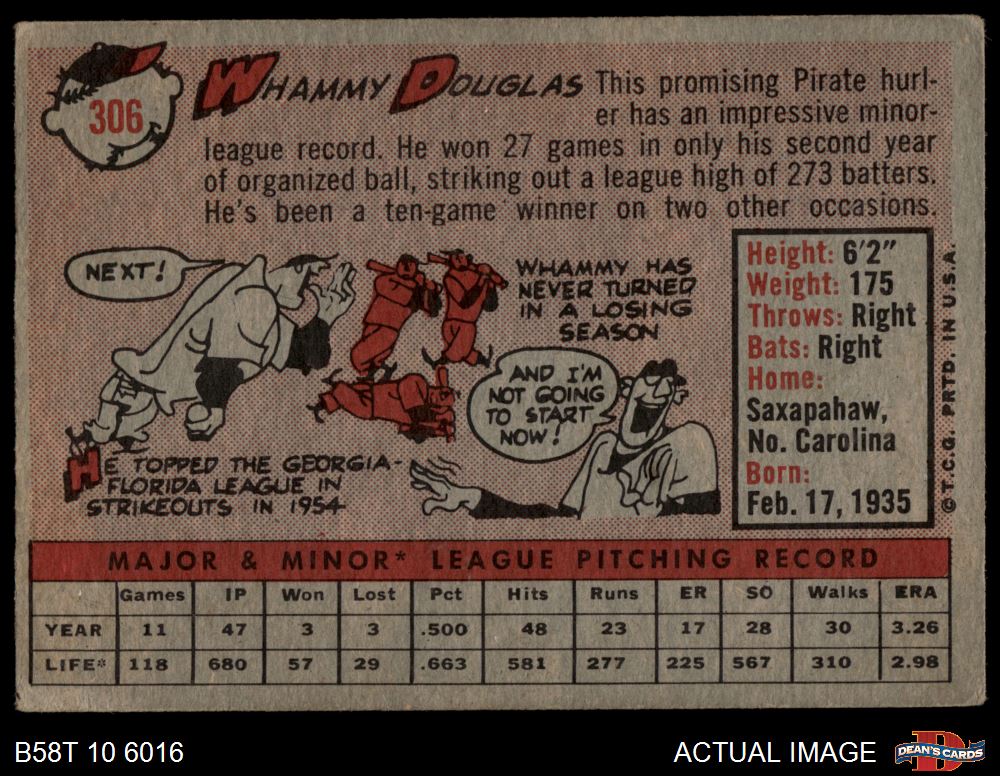 306
WHAMMY DOUGLAS This promising Pirate hurl-
er has an impressive minor-
league record. He won 27 games in only his second year
of organized ball, striking out a league high of 273 batters.
He's been a ten-game winner on two other occasions.
NEXT!
HE TOPPED THE GEORGIA-
FLORIDA LEAGUE IN
STRIKEOUTS IN 1954
WHAMMY HAS
NEVER TURNED
IN A LOSING
SEASON
AND I'M
NOT GOING
TO START
NOW!
Height: 6'2"
Weight: 175
Throws: Right
Bats: Right
Home:
Saxapahaw,
No. Carolina
Born:
Feb. 17, 1935
© T.C.G. PRTD. IN U.S.A.
MAJOR & MINOR* LEAGUE PITCHING RECORD
Games IP Won Lost Pct Hits Runs ER SO Walks ERA
YEAR 11 47 3 3 .500 48 23 17 28 30 3.26
LIFE* 118 680 57 29 .663 581 277 225 567 310 2.98
B58T 10 6016
ACTUAL IMAGE
DEAN'S CARDS